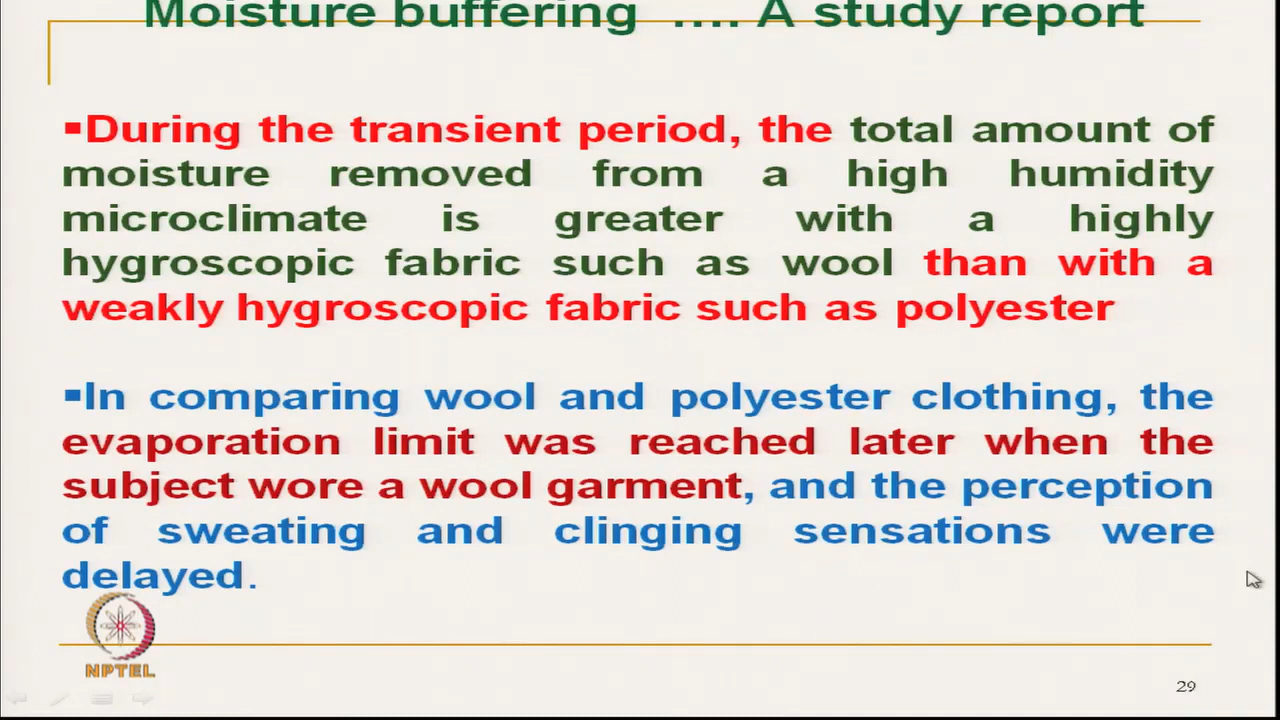 Moisture buffering .... A study report
▪During the transient period, the total amount of
moisture removed from a high humidity
microclimate is greater with a highly
hygroscopic fabric such as wool than with a
weakly hygroscopic fabric such as polyester
▪In comparing wool and polyester clothing, the
evaporation limit was reached later when the
subject wore a wool garment, and the perception
of sweating and clinging sensations were
delayed.
NPTEL
29